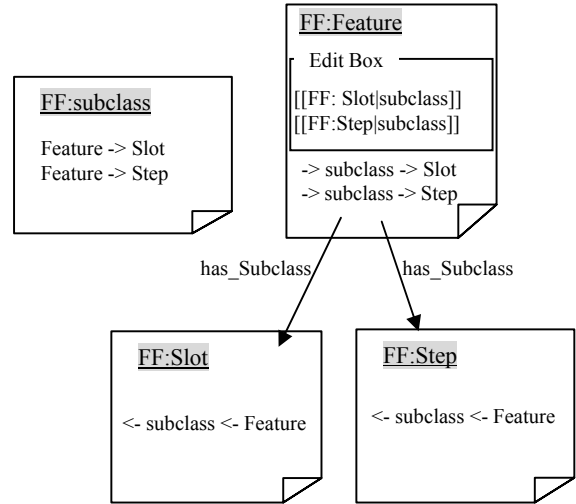 FF:Feature
Edit Box
[[FF: Slot|subclass]]
[[FF:Step|subclass]]
-> subclass -> Slot
-> subclass -> Step
FF:subclass
Feature -> Slot
Feature -> Step
has_Subclass
has_Subclass
FF:Slot
<- subclass <- Feature
FF:Step
<- subclass <- Feature